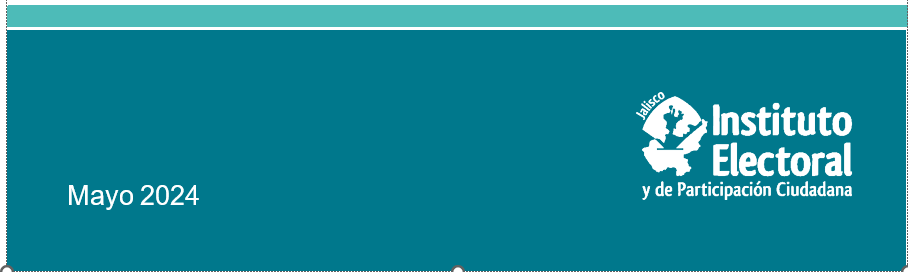 Jalisco
Instituto
Electoral
y de Participación Ciudadana
Mayo 2024